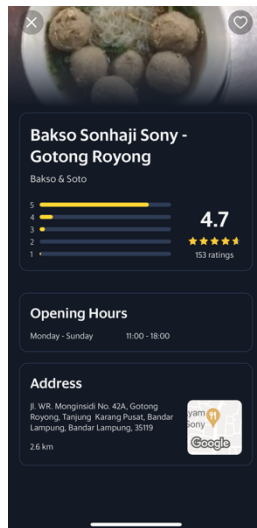 Bakso Sonhaji Sony -
Gotong Royong
Bakso & Soto
5
4
3
2
1
4.7
153 ratings
Opening Hours
Monday - Sunday 11:00 - 18:00
Address
Jl. WR. Monginsidi No. 42A, Gotong
Royong, Tanjung Karang Pusat, Bandar
Lampung, Bandar Lampung, 35119
2.6 km
yam
Sony
Google